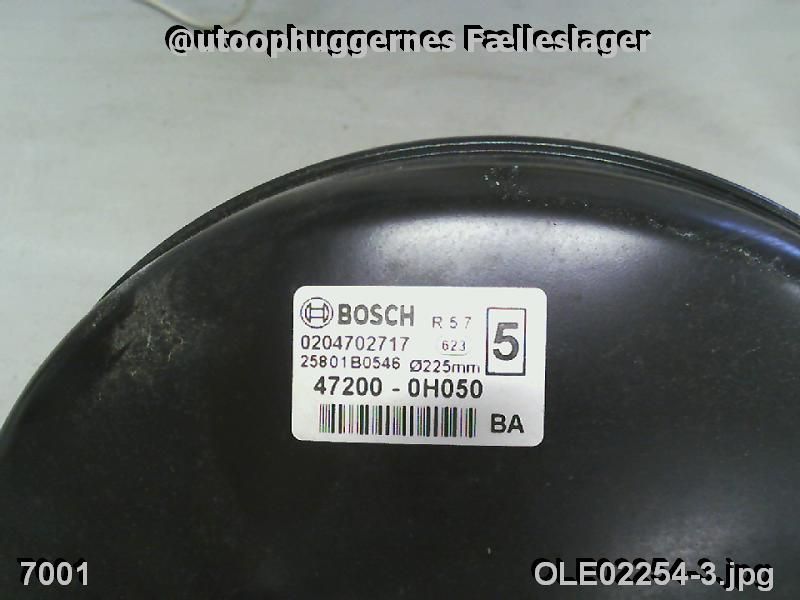 @utoophuggernes Fælleslager
BOSCH R 5 7
5
0204702717 623
25801B0546 Ø225mm
47200 - 0H050
BA
7001
OLE02254-3.jpg